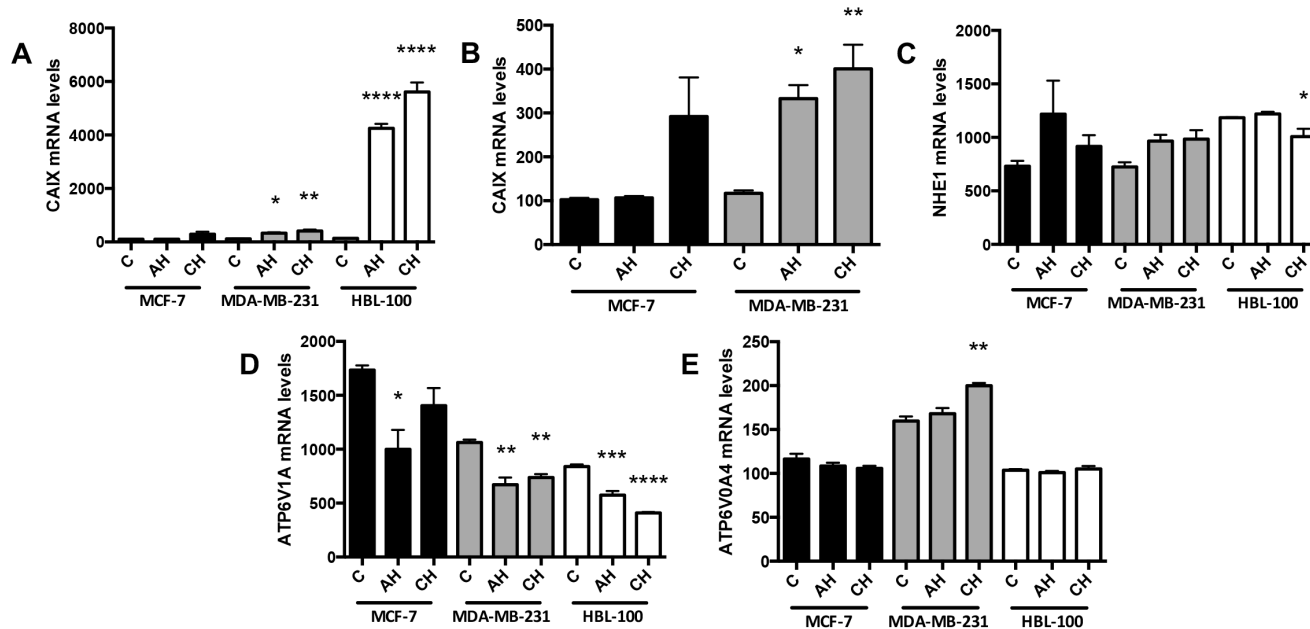 A
CAIX mRNA levels
8000
6000
4000
2000
0
* ** **** ****
C AH CH C AH CH C AH CH
MCF-7 MDA-MB-231 HBL-100
B
CAIX mRNA levels
500
400
300
200
100
0
* **
C AH CH C AH CH
MCF-7 MDA-MB-231
C
NHE1 mRNA levels
2000
1500
1000
500
0
*
C AH CH C AH CH C AH CH
MCF-7 MDA-MB-231 HBL-100
D
ATP6V1A mRNA levels
2000
1500
1000
500
0
* ** ** *** ****
C AH CH C AH CH C AH CH
MCF-7 MDA-MB-231 HBL-100
E
ATP6V0A4 mRNA levels
250
200
150
100
50
0
**
C AH CH C AH CH C AH CH
MCF-7 MDA-MB-231 HBL-100